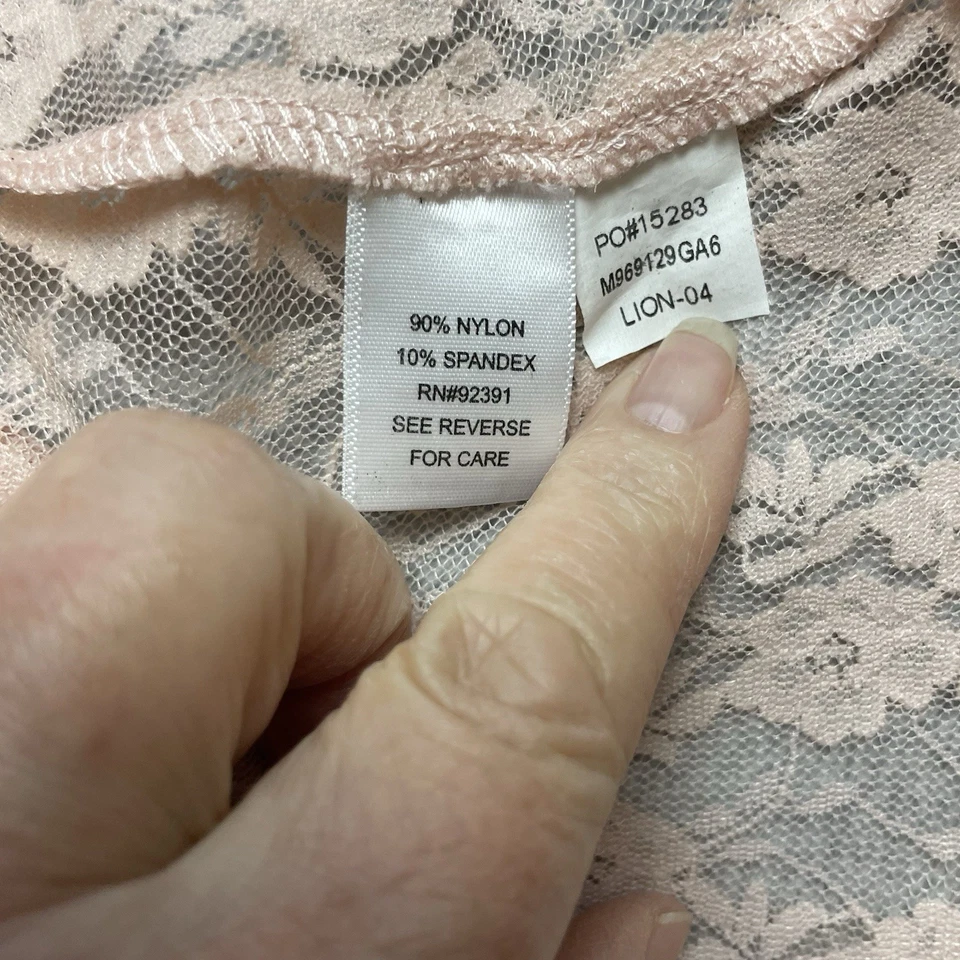 90% NYLON
10% SPANDEX
RN#92391
SEE REVERSE
FOR CARE
PO#15283
M969129GA6
LION-04